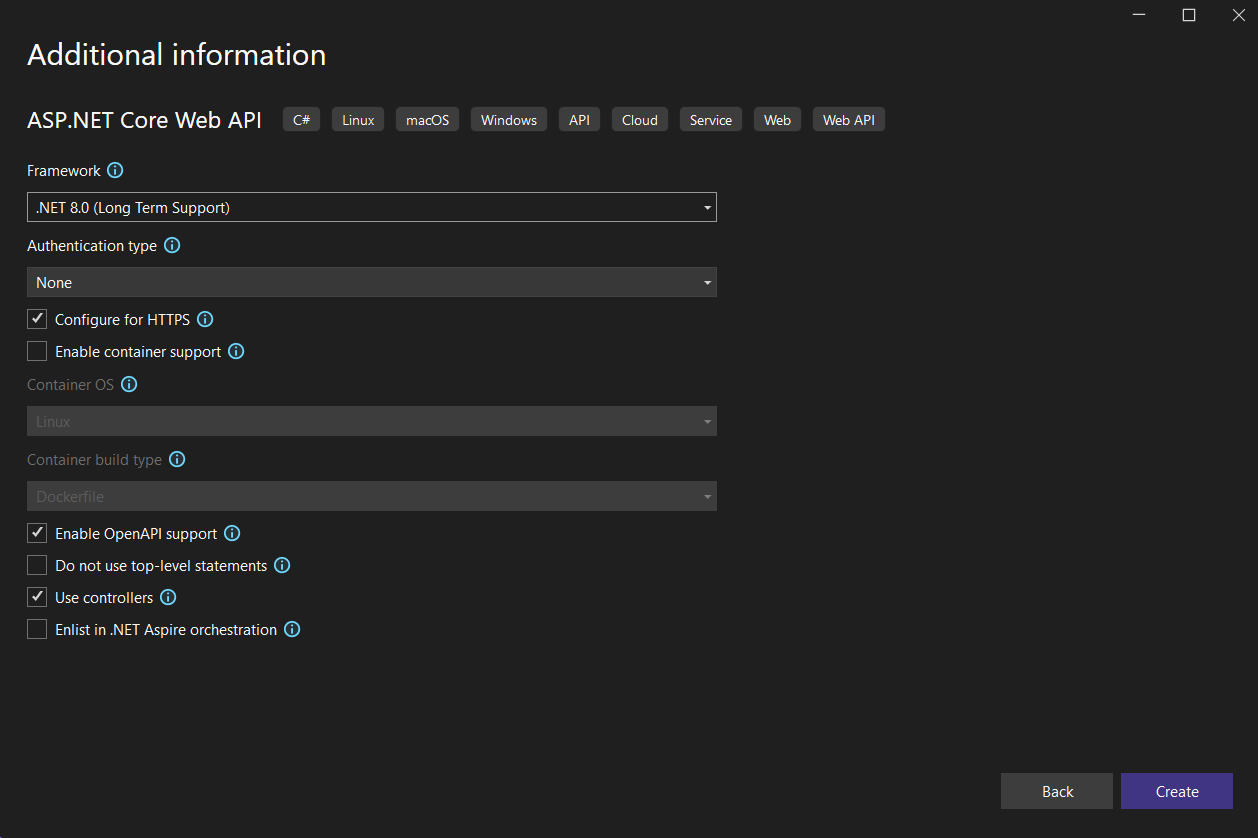 Additional information
ASP.NET Core Web API C# Linux macOS Windows API Cloud Service Web Web API
Framework
.NET 8.0 (Long Term Support)
Authentication type
None
Configure for HTTPS
Enable container support
Container OS
Linux
Container build type
Dockerfile
Enable OpenAPI support
Do not use top-level statements
Use controllers
Enlist in .NET Aspire orchestration
Back Create